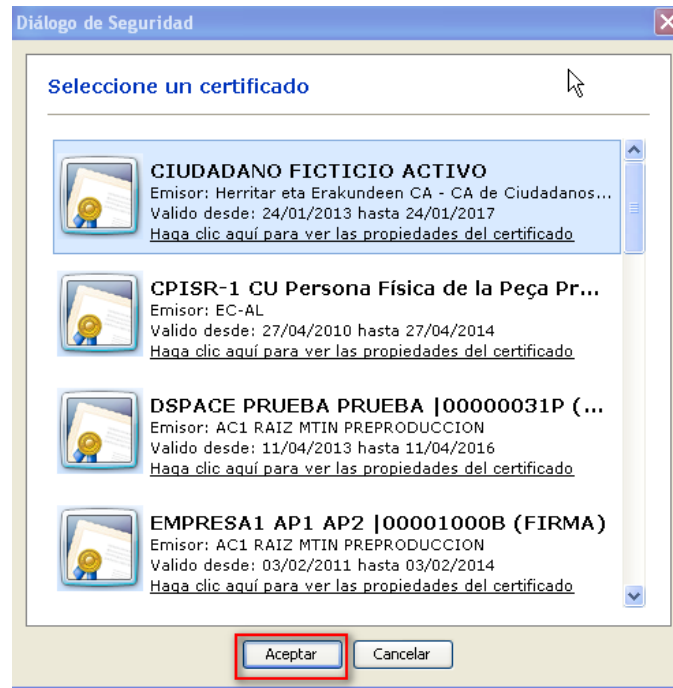 Diálogo de Seguridad
Seleccione un certificado
CIUDADANO FICTICIO ACTIVO
Emisor: Herritar eta Erakundeen CA - CA de Ciudadanos...
Valido desde: 24/01/2013 hasta 24/01/2017
Haga clic aquí para ver las propiedades del certificado
CPISR-1 CU Persona Física de la Peça Pr...
Emisor: EC-AL
Valido desde: 27/04/2010 hasta 27/04/2014
Haga clic aquí para ver las propiedades del certificado
DSPACE PRUEBA PRUEBA |00000031P (...
Emisor: AC1 RAIZ MTIN PREPRODUCCION
Valido desde: 11/04/2013 hasta 11/04/2016
Haga clic aquí para ver las propiedades del certificado
EMPRESA1 AP1 AP2 |00001000B (FIRMA)
Emisor: AC1 RAIZ MTIN PREPRODUCCION
Valido desde: 03/02/2011 hasta 03/02/2014
Haga clic aquí para ver las propiedades del certificado
Aceptar Cancelar